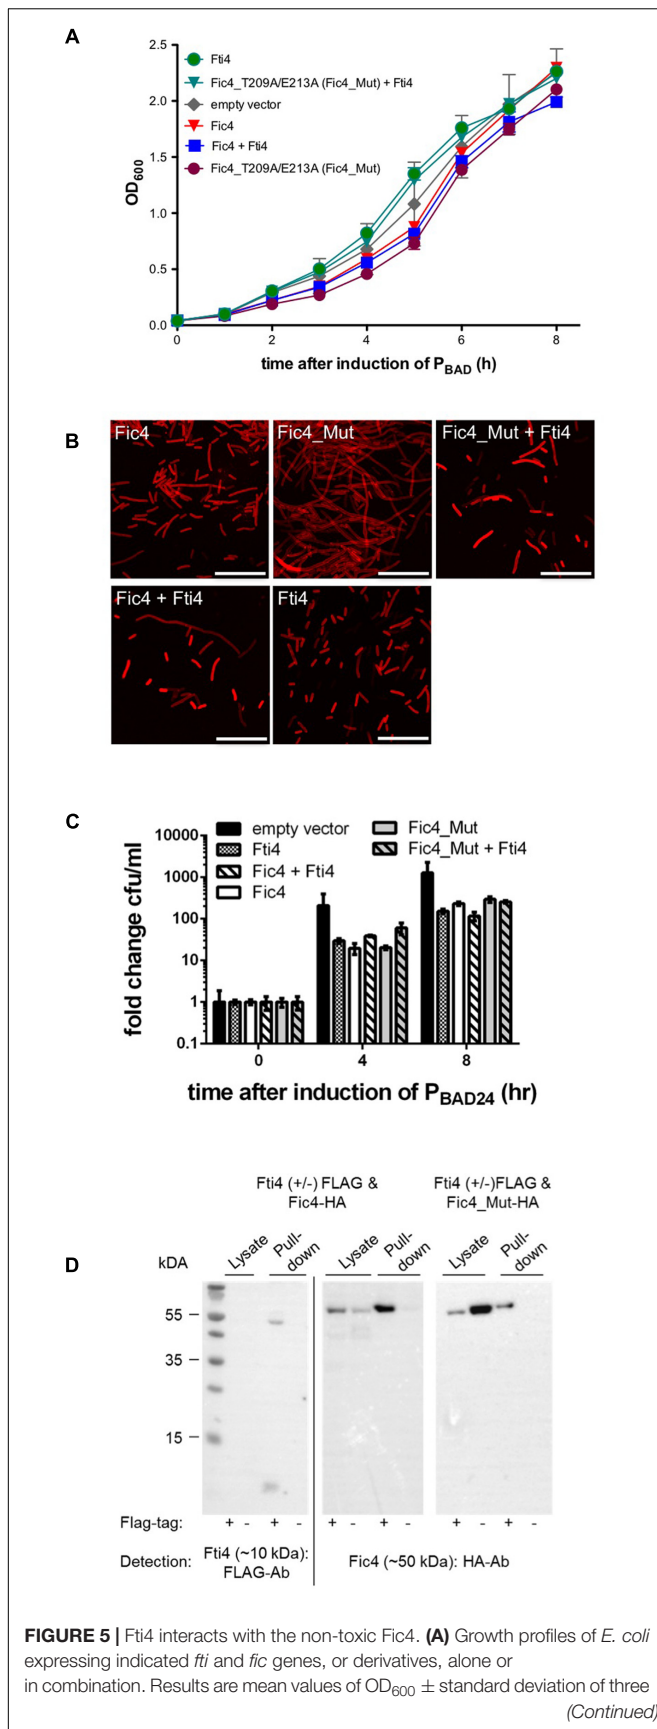 A
2.5
2.0
1.5
1.0
0.5
0.0
OD600
Fti4
Fic4_T209A/E213A (Fic4_Mut) + Fti4
empty vector
Fic4
Fic4 + Fti4
Fic4_T209A/E213A (Fic4_Mut)
0 2 4 6 8
time after induction of PBAD (h)
B
Fic4
Fic4_Mut
Fic4_Mut + Fti4
Fic4 + Fti4
Fti4
C
10000
1000
100
10
1
0.1
fold change cfu/ml
empty vector
Fti4
Fic4 + Fti4
Fic4
Fic4_Mut
Fic4_Mut + Fti4
0 4 8
time after induction of PBAD24 (hr)
Fti4 (+/-) FLAG &
Fic4-HA
Fti4 (+/-)FLAG &
Fic4_Mut-HA
D
kDa
Lysate
Pull-
down
Lysate
Pull-
down
Lysate
Pull-
down
55
35
15
Flag-tag: + - + - + - + - + - + -
Detection:
Fti4 (~10 kDa):
FLAG-Ab
Fic4 (~50 kDa): HA-Ab
FIGURE 5 | Fti4 interacts with the non-toxic Fic4. (A) Growth profiles of E. coli
expressing indicated fti and fic genes, or derivatives, alone or
in combination. Results are mean values of OD600 ± standard deviation of three
(Continued)